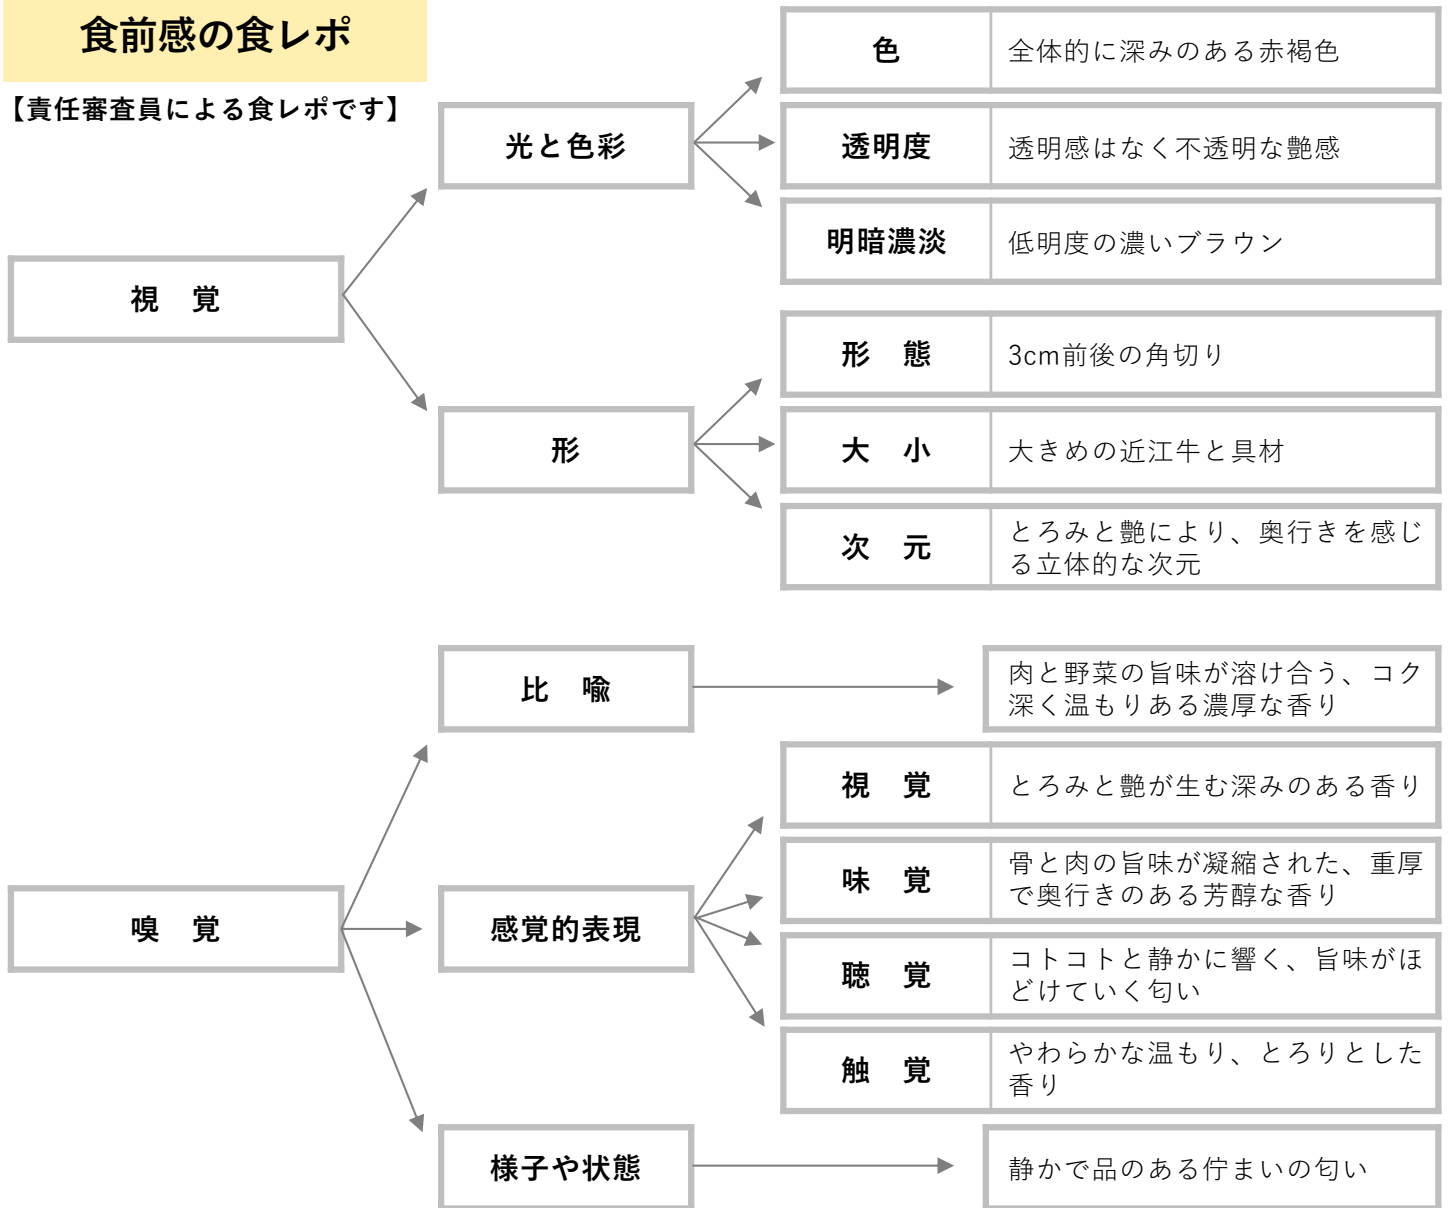 食前感の食レポ
【責任審査員による食レポです】
視　覚
光と色彩
色
全体的に深みのある赤褐色
透明度
透明感はなく不透明な艶感
明暗濃淡
低明度の濃いブラウン
形
形　態
3cm前後の角切り
大　小
大きめの近江牛と具材
次　元
とろみと艶により、奥行きを感じ
る立体的な次元
嗅　覚
比　喩
肉と野菜の旨味が溶け合う、コク
深く温もりある濃厚な香り
感覚的表現
視　覚
とろみと艶が生む深みのある香り
味　覚
骨と肉の旨味が凝縮された、重厚
で奥行きのある芳醇な香り
聴　覚
コトコトと静かに響く、旨味がほ
どけていく匂い
触　覚
やわらかな温もり、とろりとした
香り
様子や状態
静かで品のある佇まいの匂い